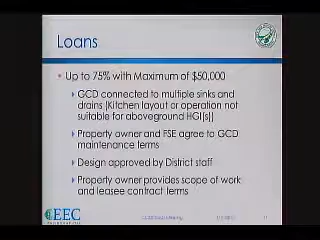 Loans
Up to 75% with Maximum of $50,000
GCD connected to multiple sinks and
drains (Kitchen layout or operation not
suitable for aboveground HGI(s))
Property owner and FSE agree to GCD
maintenance terms
Design approved by District staff
Property owner provides scope of work
and leasee contract terms
EEC